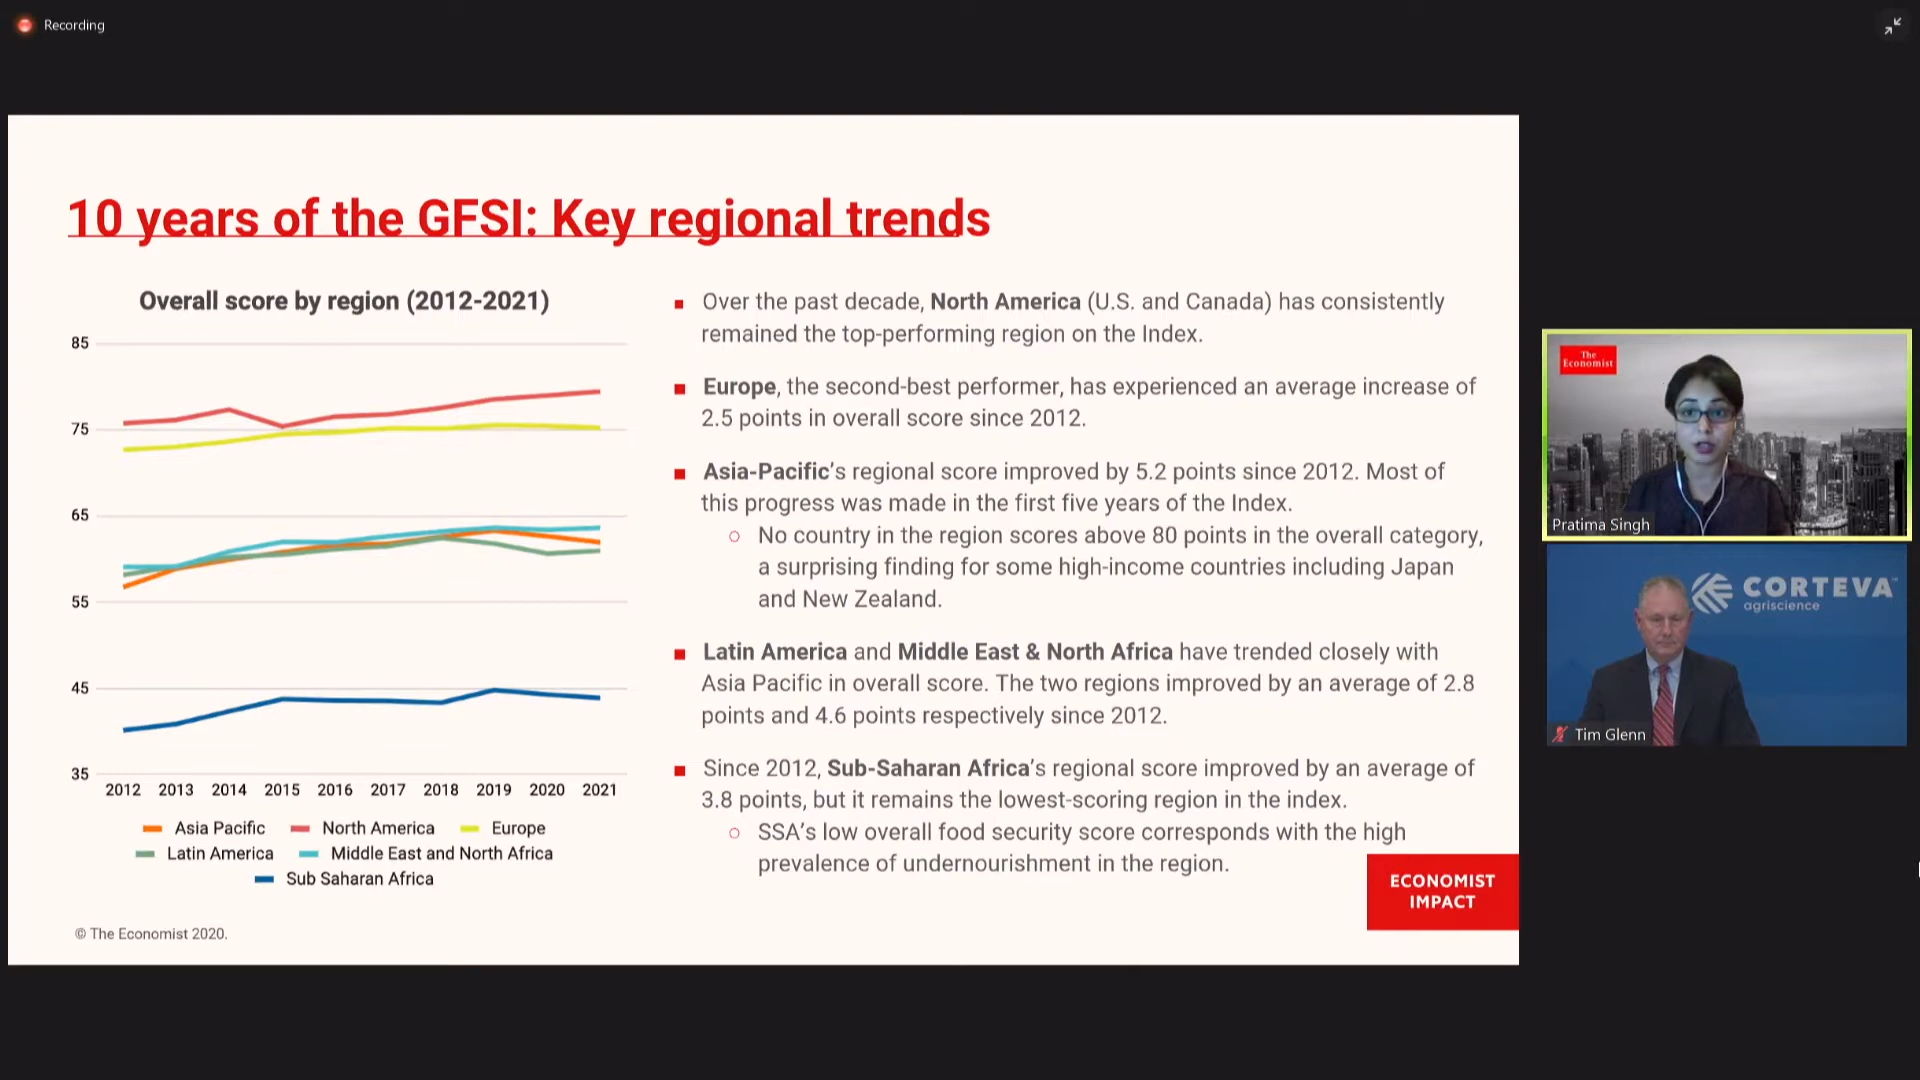 Recording
10 years of the GFSI: Key regional trends
Overall score by region (2012-2021)
85
75
65
55
45
35
2012 2013 2014 2015 2016 2017 2018 2019 2020 2021
Asia Pacific North America Europe
Latin America Middle East and North Africa
Sub Saharan Africa
© The Economist 2020.
Over the past decade, North America (U.S. and Canada) has consistently
remained the top-performing region on the Index.
Europe, the second-best performer, has experienced an average increase of
2.5 points in overall score since 2012.
Asia-Pacific's regional score improved by 5.2 points since 2012. Most of
this progress was made in the first five years of the Index.
No country in the region scores above 80 points in the overall category,
a surprising finding for some high-income countries including Japan
and New Zealand.
Latin America and Middle East & North Africa have trended closely with
Asia Pacific in overall score. The two regions improved by an average of 2.8
points and 4.6 points respectively since 2012.
Since 2012, Sub-Saharan Africa's regional score improved by an average of
3.8 points, but it remains the lowest-scoring region in the index.
SSA's low overall food security score corresponds with the high
prevalence of undernourishment in the region.
ECONOMIST
IMPACT
The
Economist
Pratima Singh
CORTEVA™
agriscience
Tim Glenn